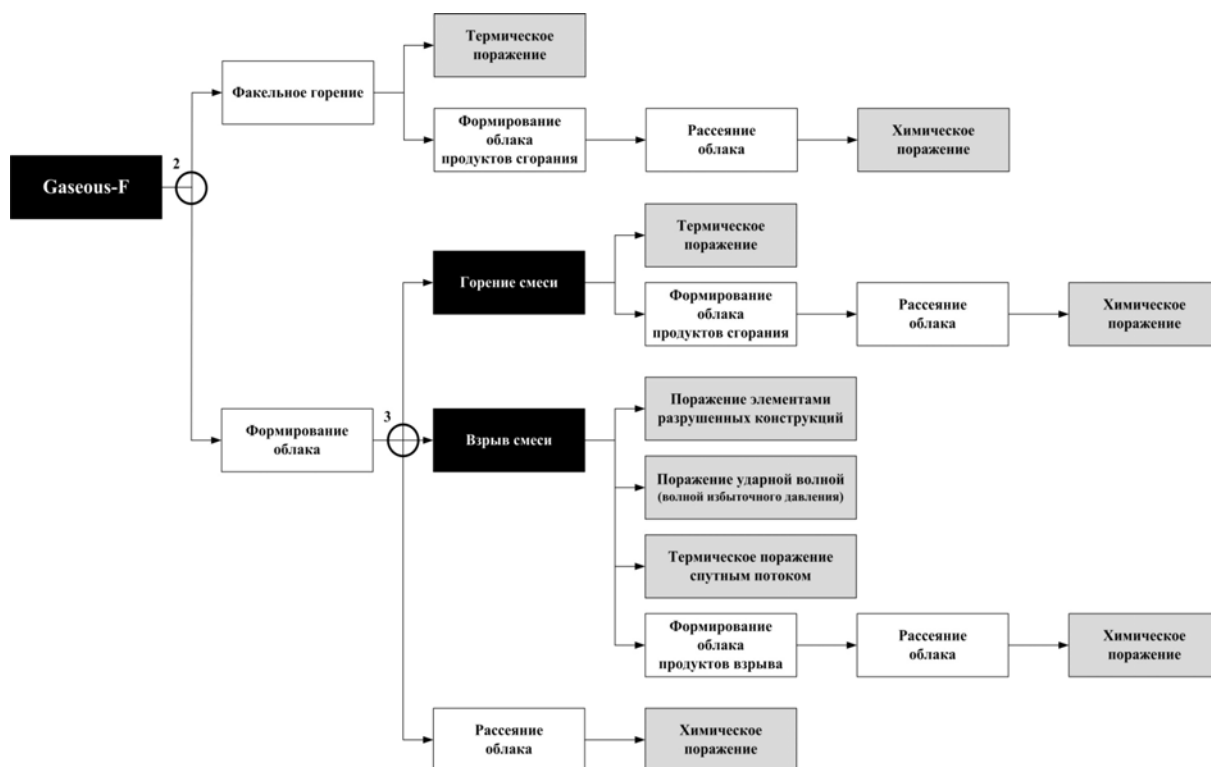 Термическое
поражение
Факельное горение
Формирование
облака
продуктов сгорания
Рассеяние
облака
Химическое
поражение
2
Gaseous-F
Термическое
поражение
Горение смеси
Формирование
облака
продуктов сгорания
Рассеяние
облака
Химическое
поражение
Поражение элементами
разрушенных конструкций
3
Формирование
облака
Взрыв смеси
Поражение ударной волной
(волной избыточного давления)
Термическое поражение
спутным потоком
Формирование
облака
продуктов взрыва
Рассеяние
облака
Химическое
поражение
Рассеяние
облака
Химическое
поражение